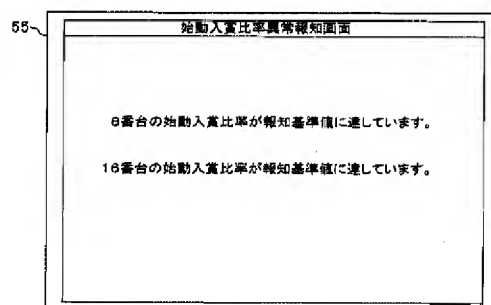 始動入賞比率異常報知画面
55
6番台の始動入賞比率が報知基準値に達しています。
16番台の始動入賞比率が報知基準値に達しています。